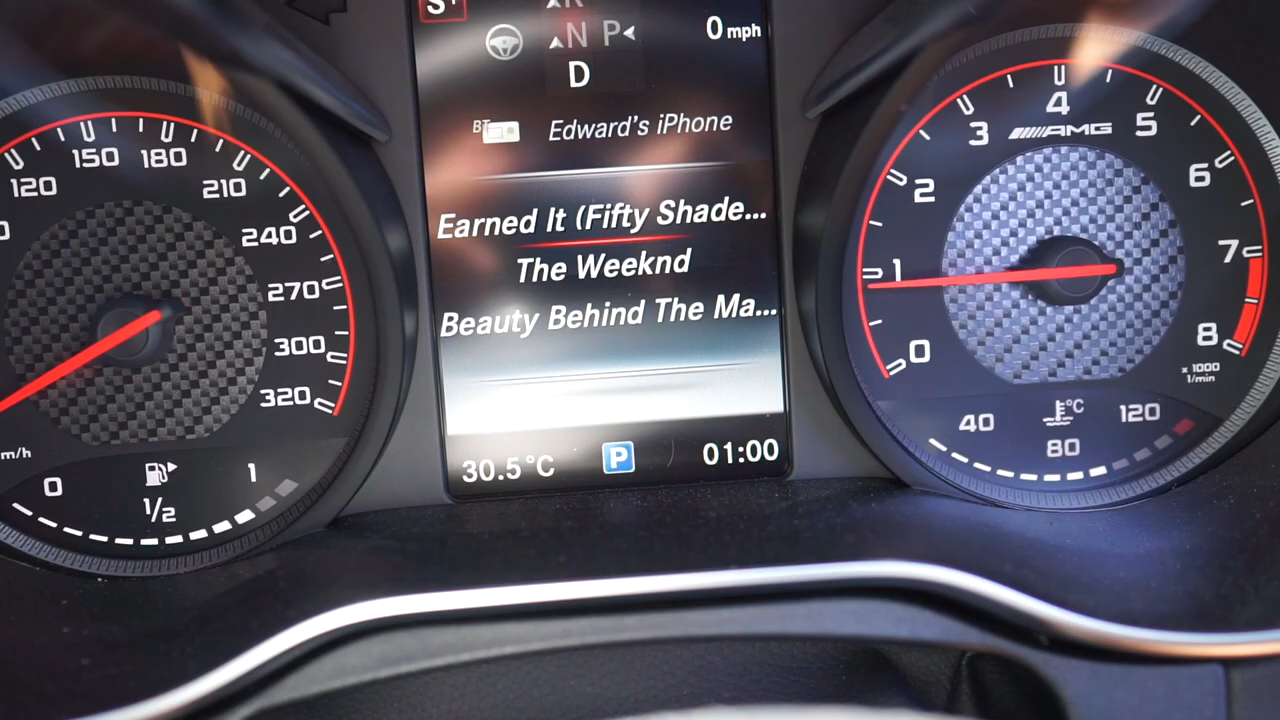 S+
R
N P
D
0 mph
BT
Edward's iPhone
Earned It (Fifty Shade...
The Weeknd
Beauty Behind The Ma...
30.5°C
P
01:00
120
150
180
210
240
270
300
320
m/h
0
1/2
1
0
1
2
3
4
5
6
7
8
AMG
x 1000
1/min
40
80
120
°C